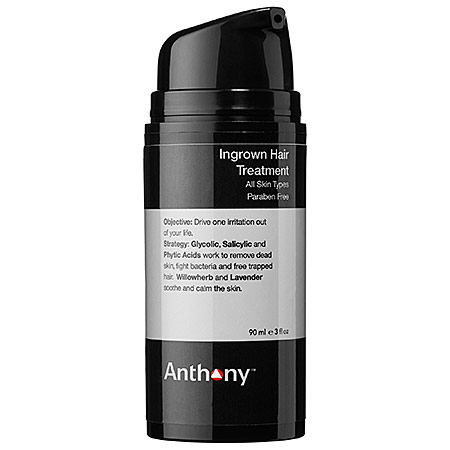 Ingrown Hair
Treatment
All Skin Types
Paraben Free
Objective: Drive one irritation out
of your life.
Strategy: Glycolic, Salicylic and
Phytic Acids work to remove dead
skin, fight bacteria and free trapped
hair. Willowherb and Lavender
soothe and calm the skin.
90 ml e 3 fl oz
Anthony™